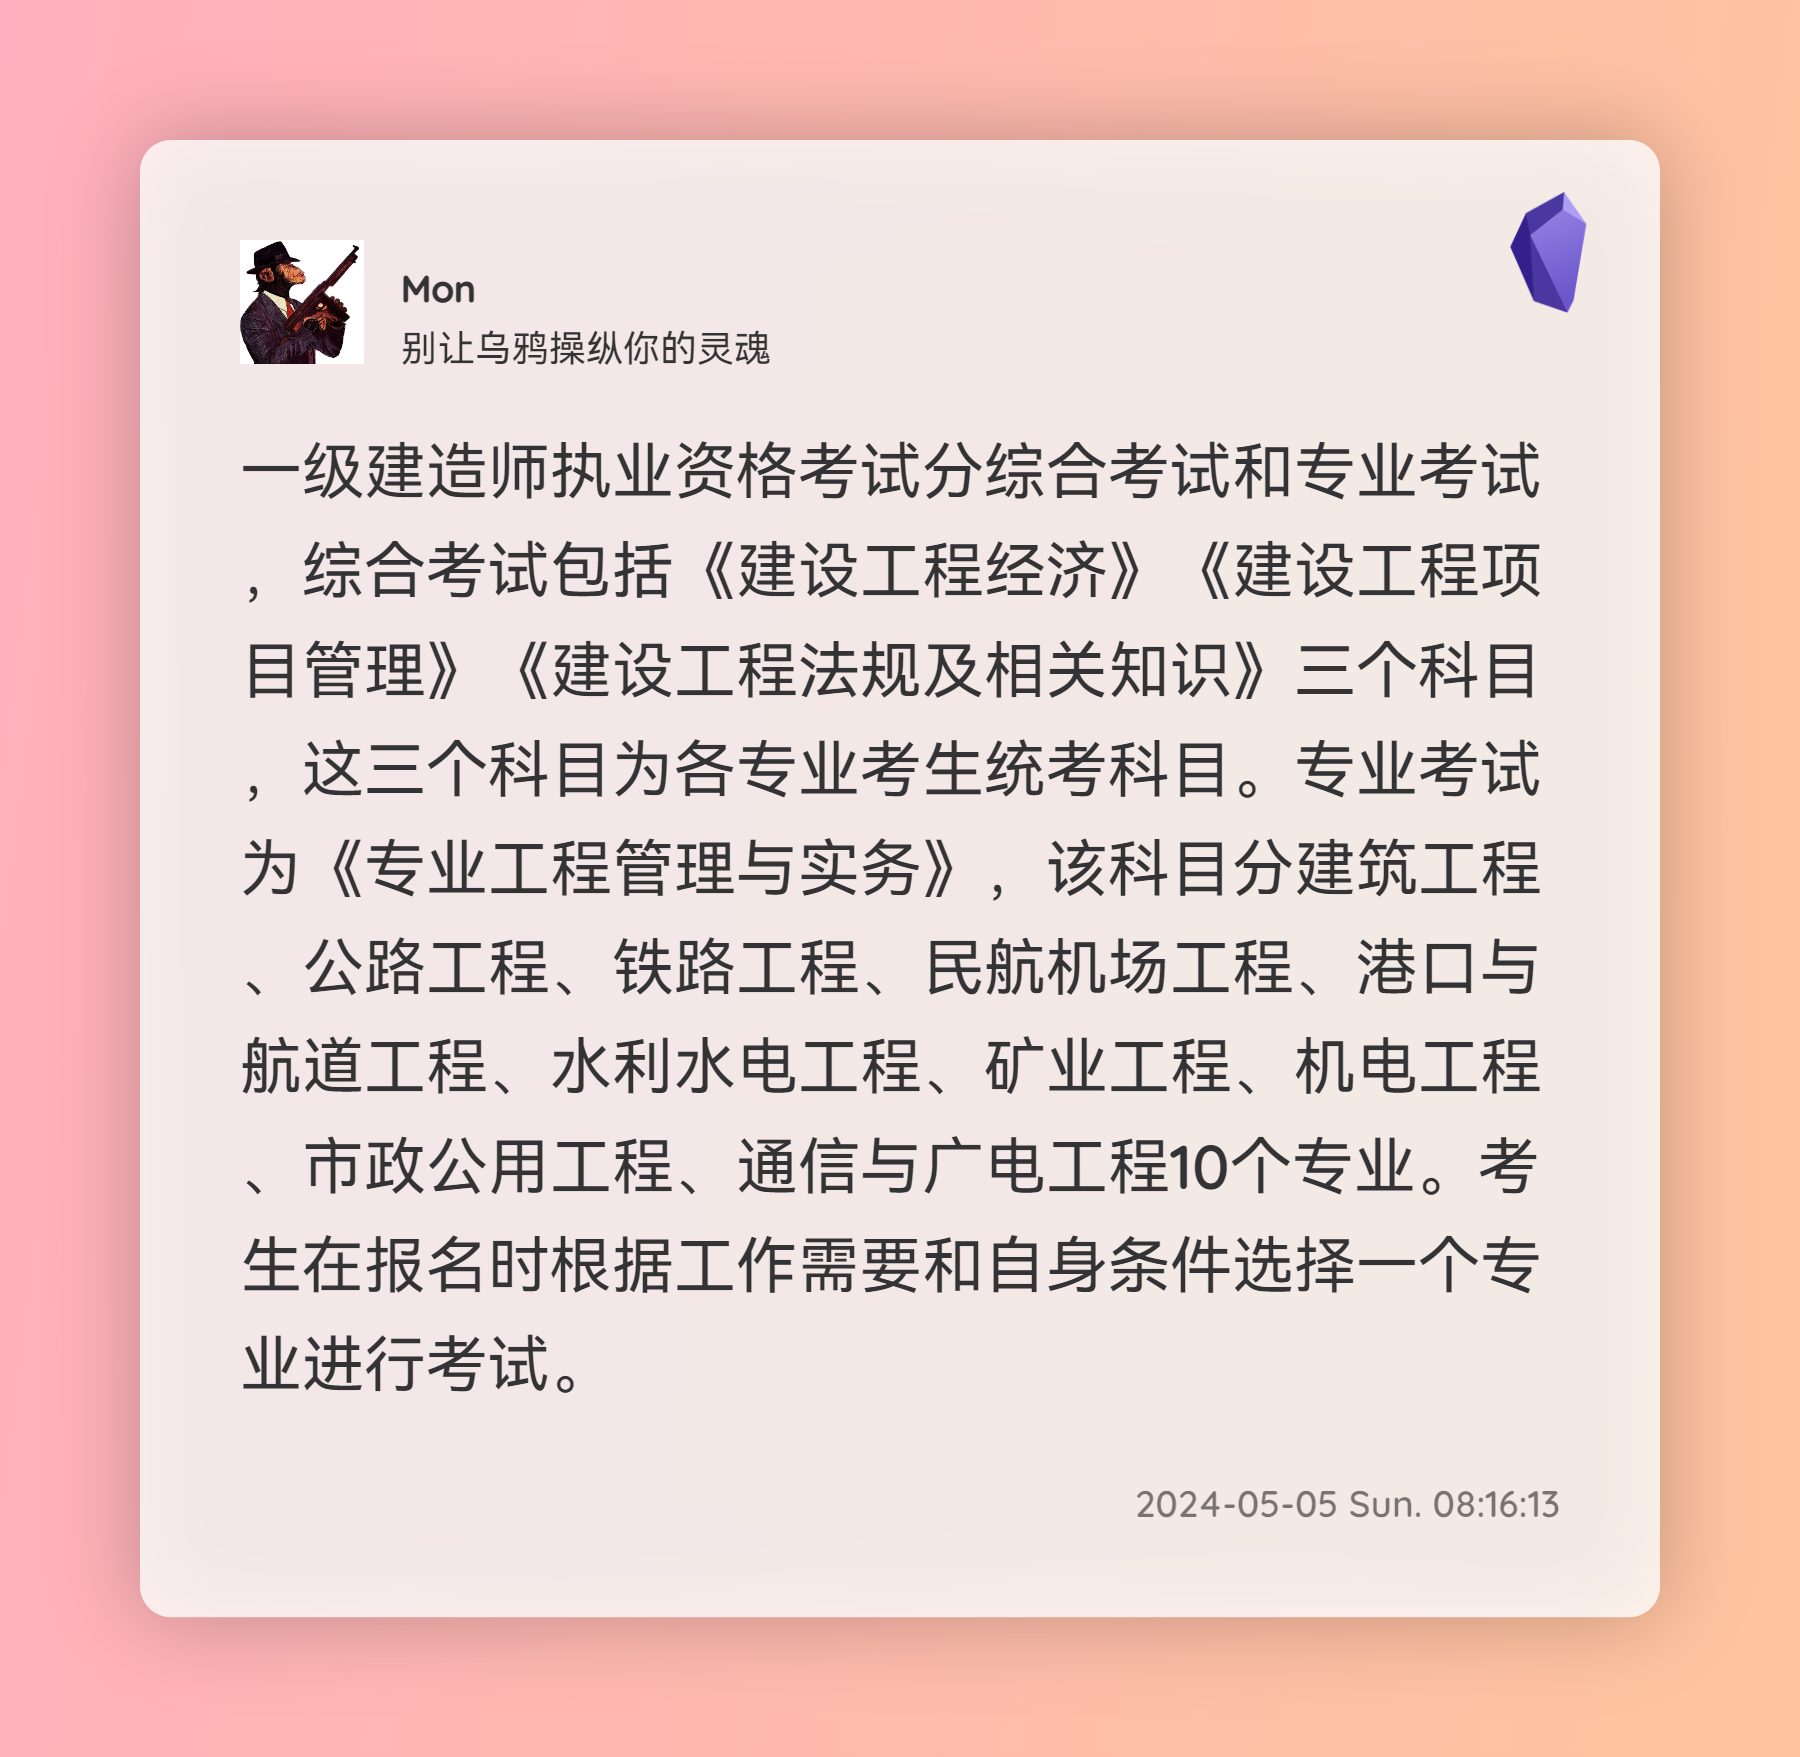 Mon
别让乌鸦操纵你的灵魂
一级建造师执业资格考试分综合考试和专业考试
，综合考试包括《建设工程经济》《建设工程项
目管理》《建设工程法规及相关知识》三个科目
，这三个科目为各专业考生统考科目。专业考试
为《专业工程管理与实务》，该科目分建筑工程
、公路工程、铁路工程、民航机场工程、港口与
航道工程、水利水电工程、矿业工程、机电工程
、市政公用工程、通信与广电工程10个专业。考
生在报名时根据工作需要和自身条件选择一个专
业进行考试。
2024-05-05 Sun. 08:16:13